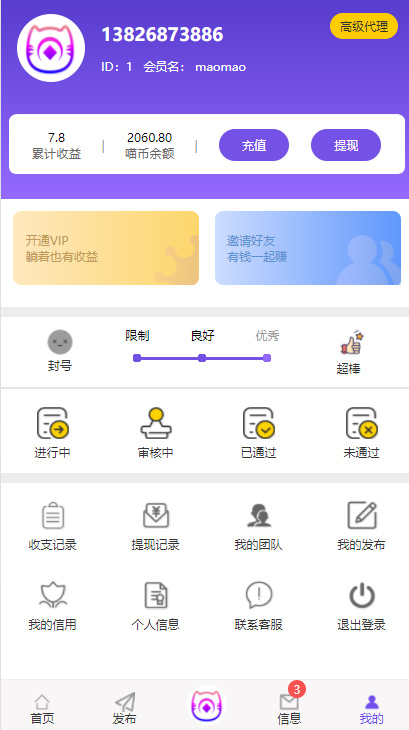 13826873886
高级代理
ID：1 会员名： maomao
7.8
累计收益
|
2060.80
喵币余额
|
充值
提现
开通VIP
躺着也有收益
邀请好友
有钱一起赚
封号
限制
良好
优秀
超棒
进行中
审核中
已通过
未通过
收支记录
提现记录
我的团队
我的发布
我的信用
个人信息
联系客服
退出登录
首页
发布
3
信息
我的